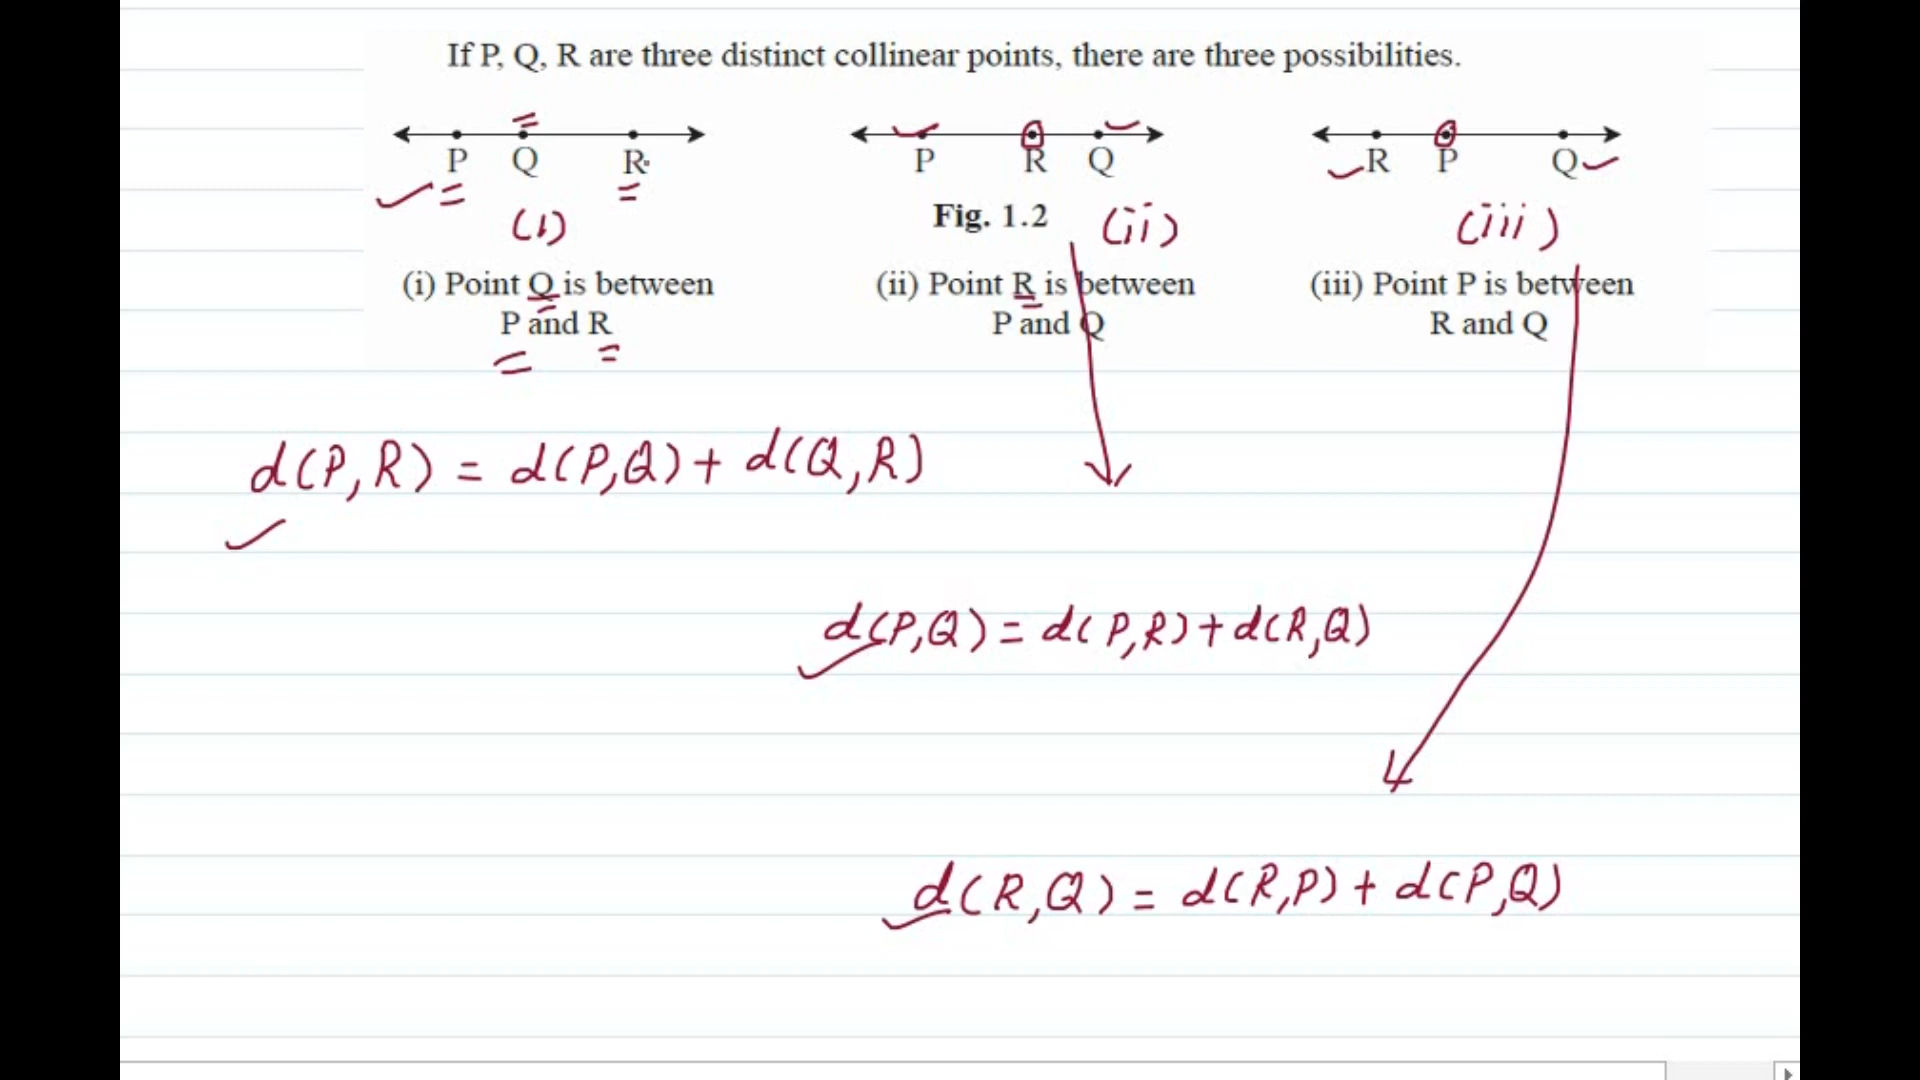 If P, Q, R are three distinct collinear points, there are three possibilities.
P Q R
P R Q
R P Q
(i)
Fig. 1.2
(ii)
(iii)
(i) Point Q is between
P and R
(ii) Point R is between
P and Q
(iii) Point P is between
R and Q
d(P,R) = d(P,Q) + d(Q,R)
d(P,Q) = d(P,R) + d(R,Q)
d(R,Q) = d(R,P) + d(P,Q)